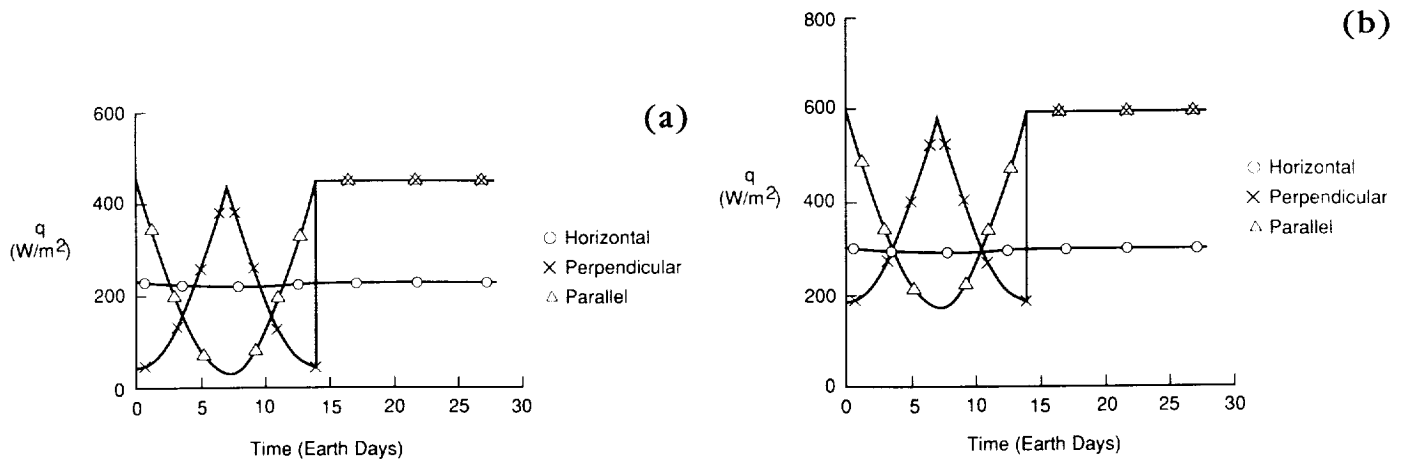 (a)
600
400
200
0
q
(W/m2)
0 5 10 15 20 25 30
Time (Earth Days)
Horizontal
Perpendicular
Parallel
(b)
800
600
400
200
0
q
(W/m2)
0 5 10 15 20 25 30
Time (Earth Days)
Horizontal
Perpendicular
Parallel